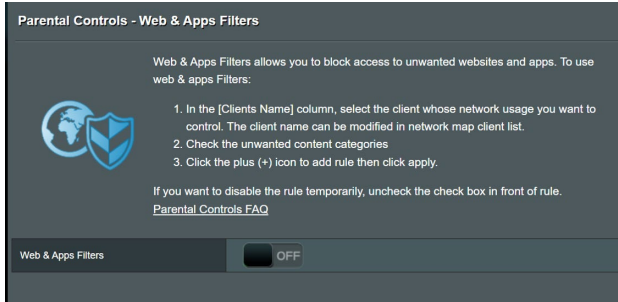 Parental Controls - Web & Apps Filters
Web & Apps Filters allows you to block access to unwanted websites and apps. To use
web & apps Filters:
1. In the [Clients Name] column, select the client whose network usage you want to
control. The client name can be modified in network map client list.
2. Check the unwanted content categories
3. Click the plus (+) icon to add rule then click apply.
If you want to disable the rule temporarily, uncheck the check box in front of rule.
Parental Controls FAQ
Web & Apps Filters
OFF